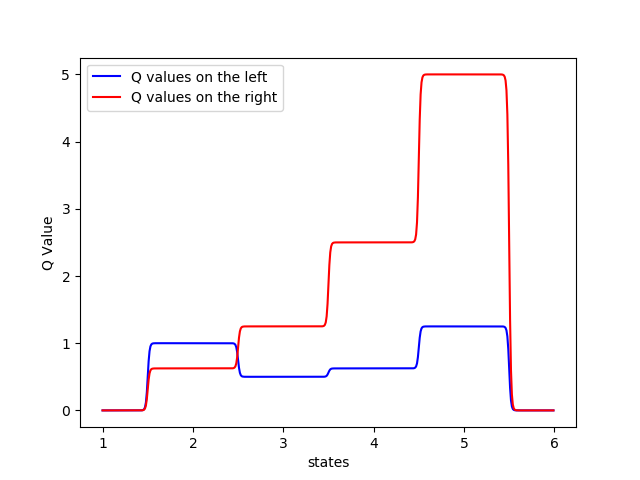 Q values on the left
Q values on the right
5
4
3
2
1
0
Q Value
1 2 3 4 5 6
states